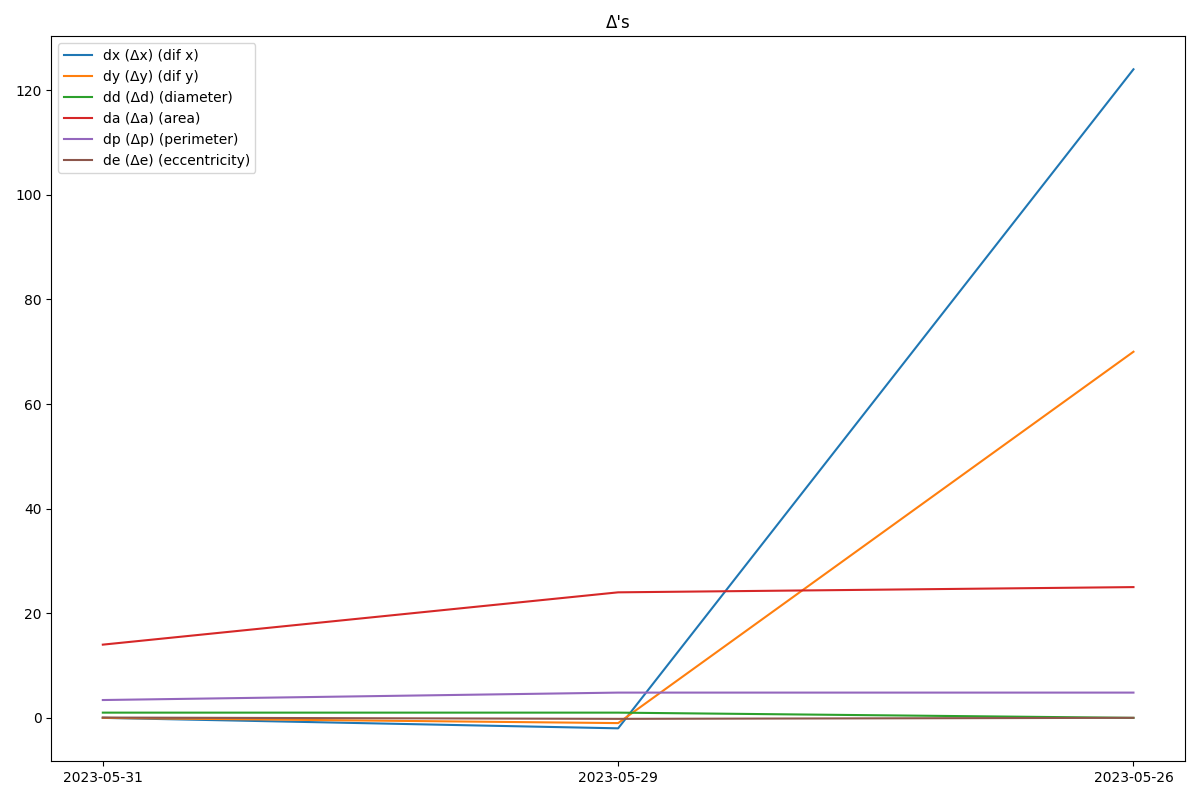 Δ's
dx (Δx) (dif x)
dy (Δy) (dif y)
dd (Δd) (diameter)
da (Δa) (area)
dp (Δp) (perimeter)
de (Δe) (eccentricity)
120
100
80
60
40
20
0
2023-05-31 2023-05-29 2023-05-26